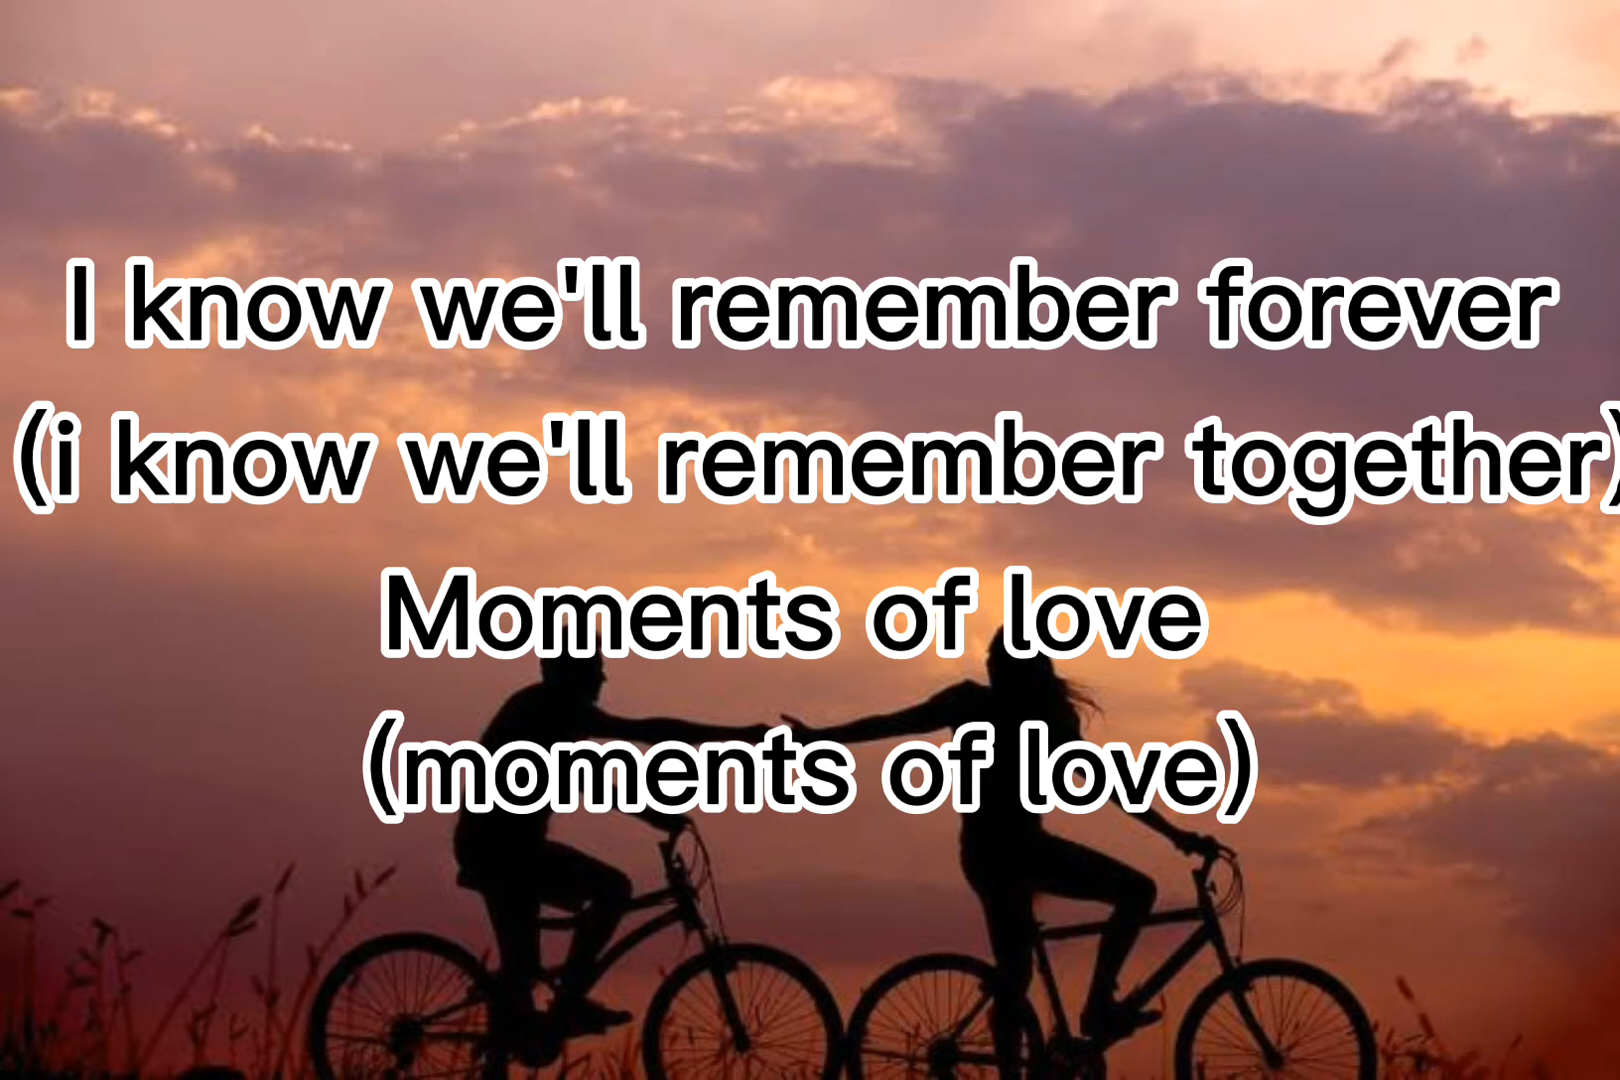 I know we'll remember forever
(i know we'll remember together)
Moments of love
(moments of love)